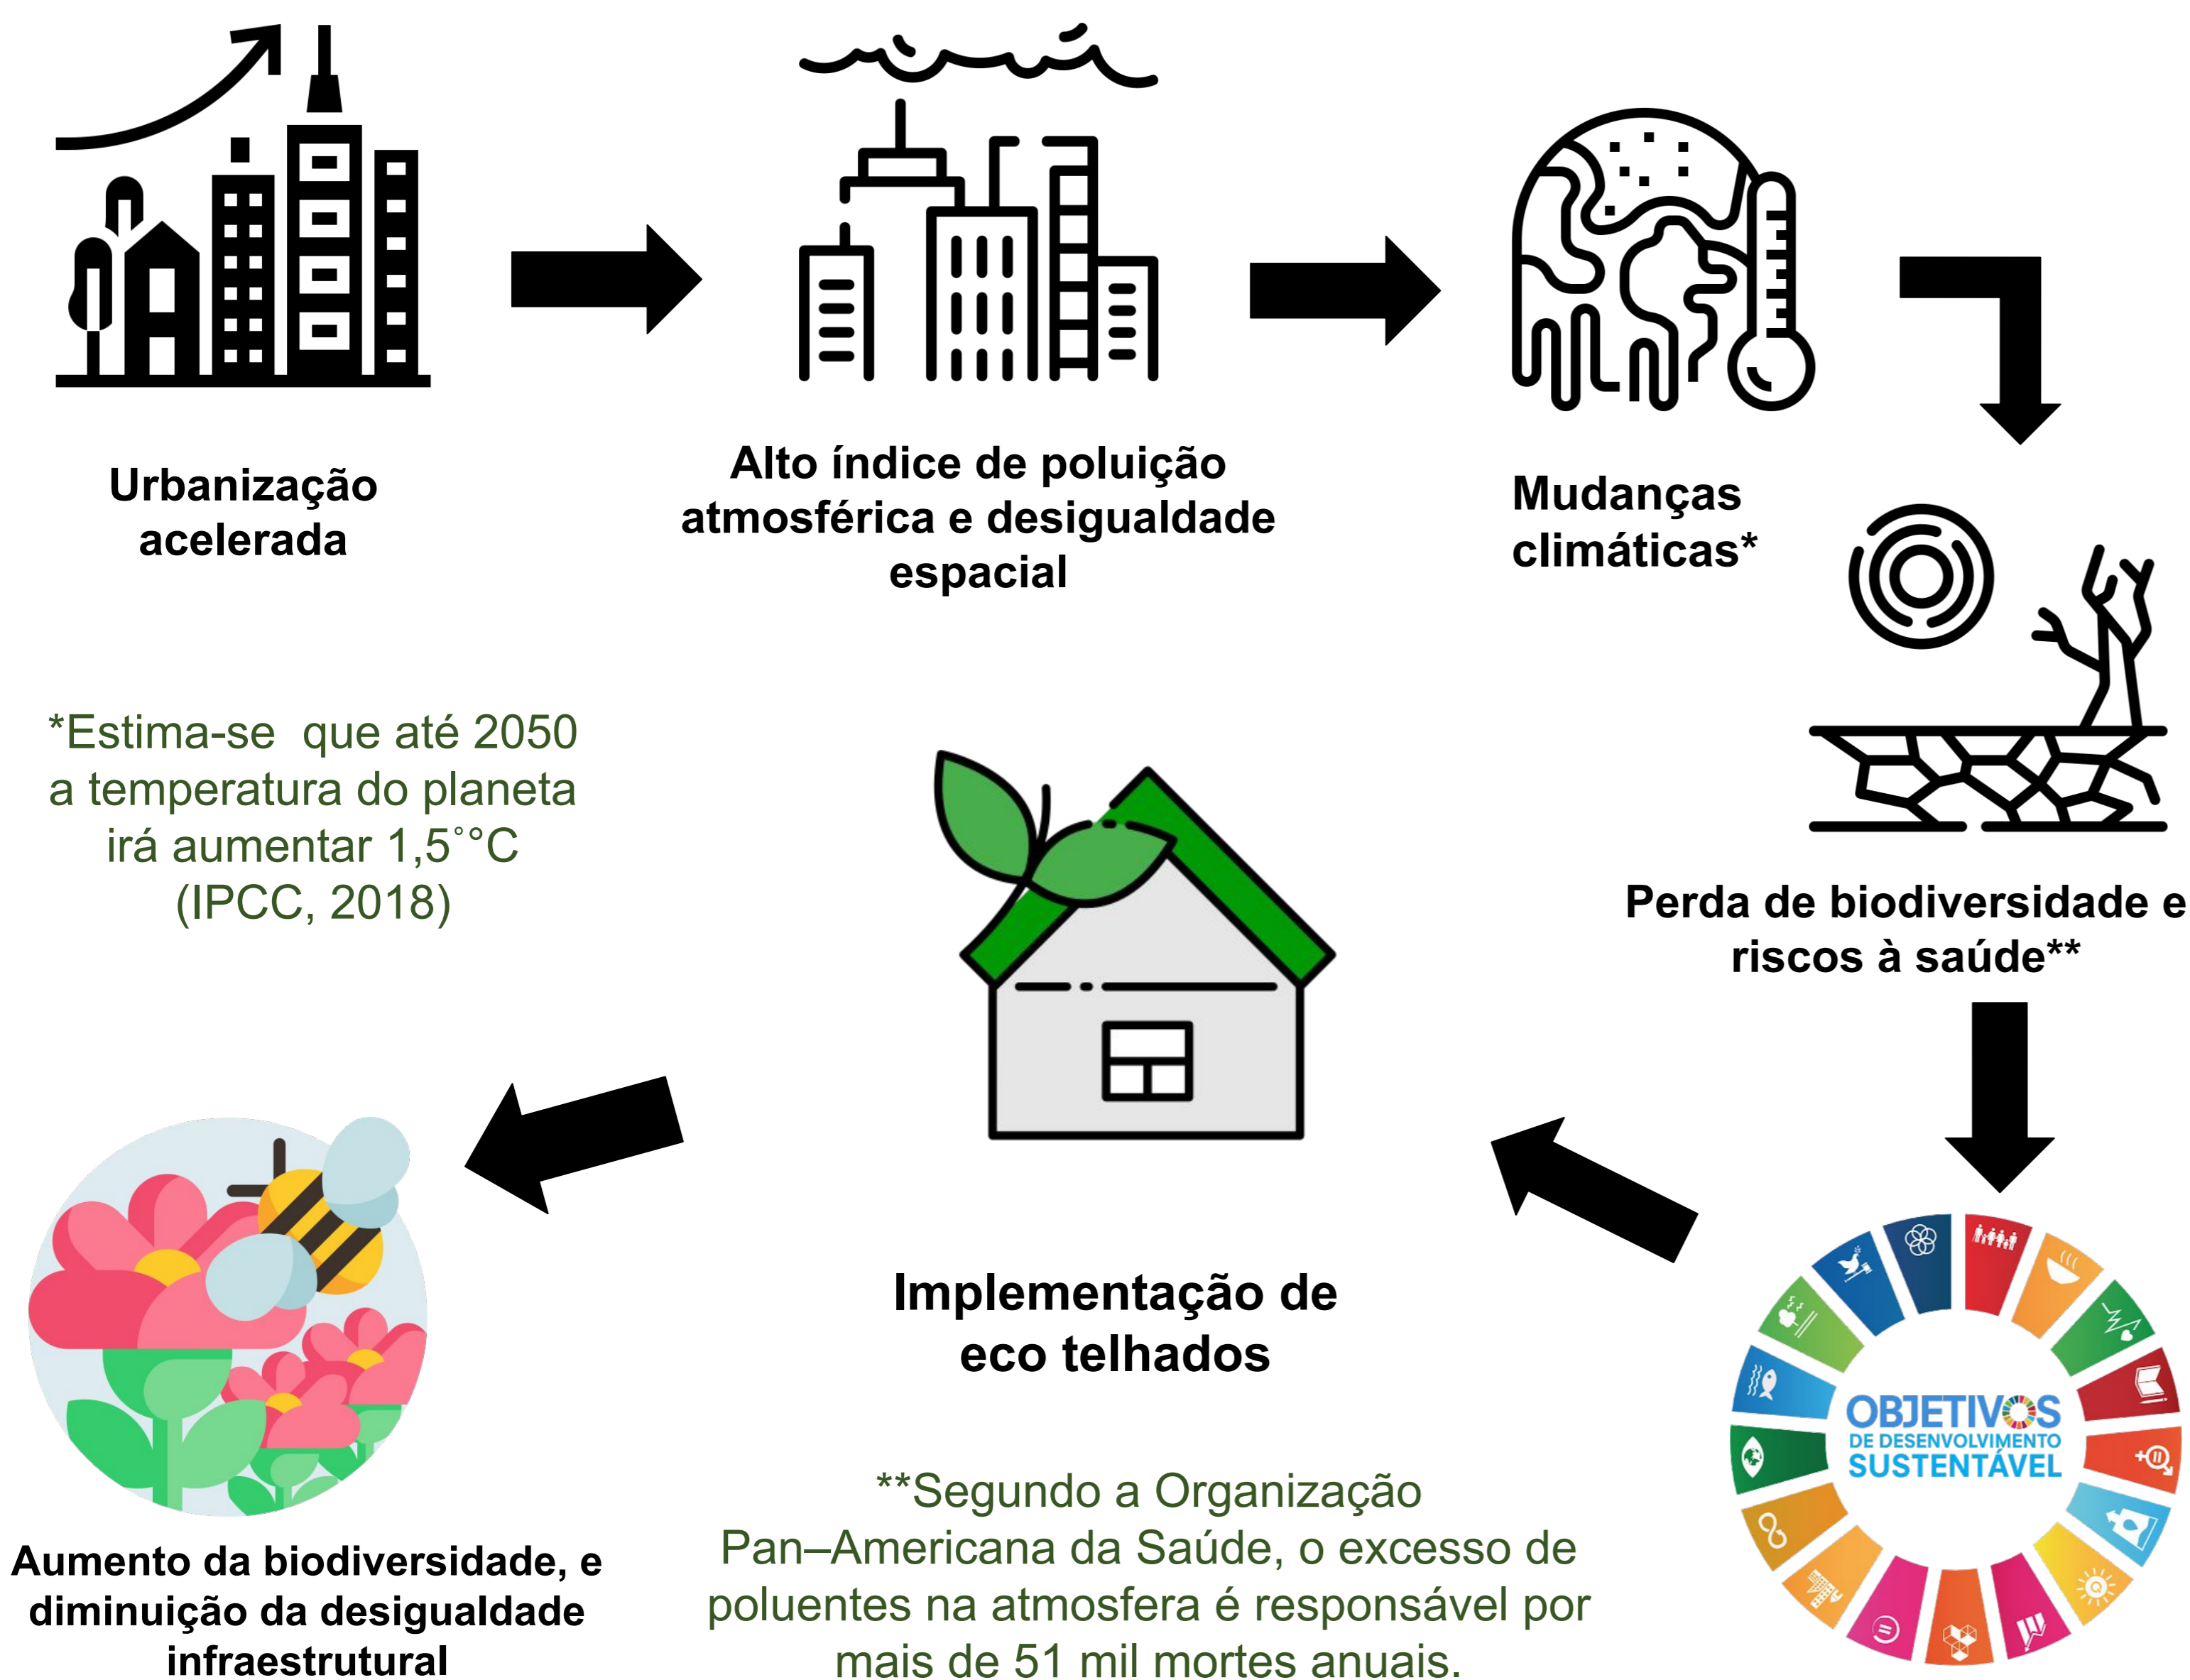 Urbanização
acelerada
Alto índice de poluição
atmosférica e desigualdade
espacial
Mudanças
climáticas*
*Estima-se  que até 2050
a temperatura do planeta
irá aumentar 1,5˚°C
(IPCC, 2018)
Perda de biodiversidade e
riscos à saúde**
OBJETIVOS
DE DESENVOLVIMENTO
SUSTENTÁVEL
Implementação de
eco telhados
Aumento da biodiversidade, e
diminuição da desigualdade
infraestrutural
**Segundo a Organização
Pan–Americana da Saúde, o excesso de
poluentes na atmosfera é responsável por
mais de 51 mil mortes anuais.